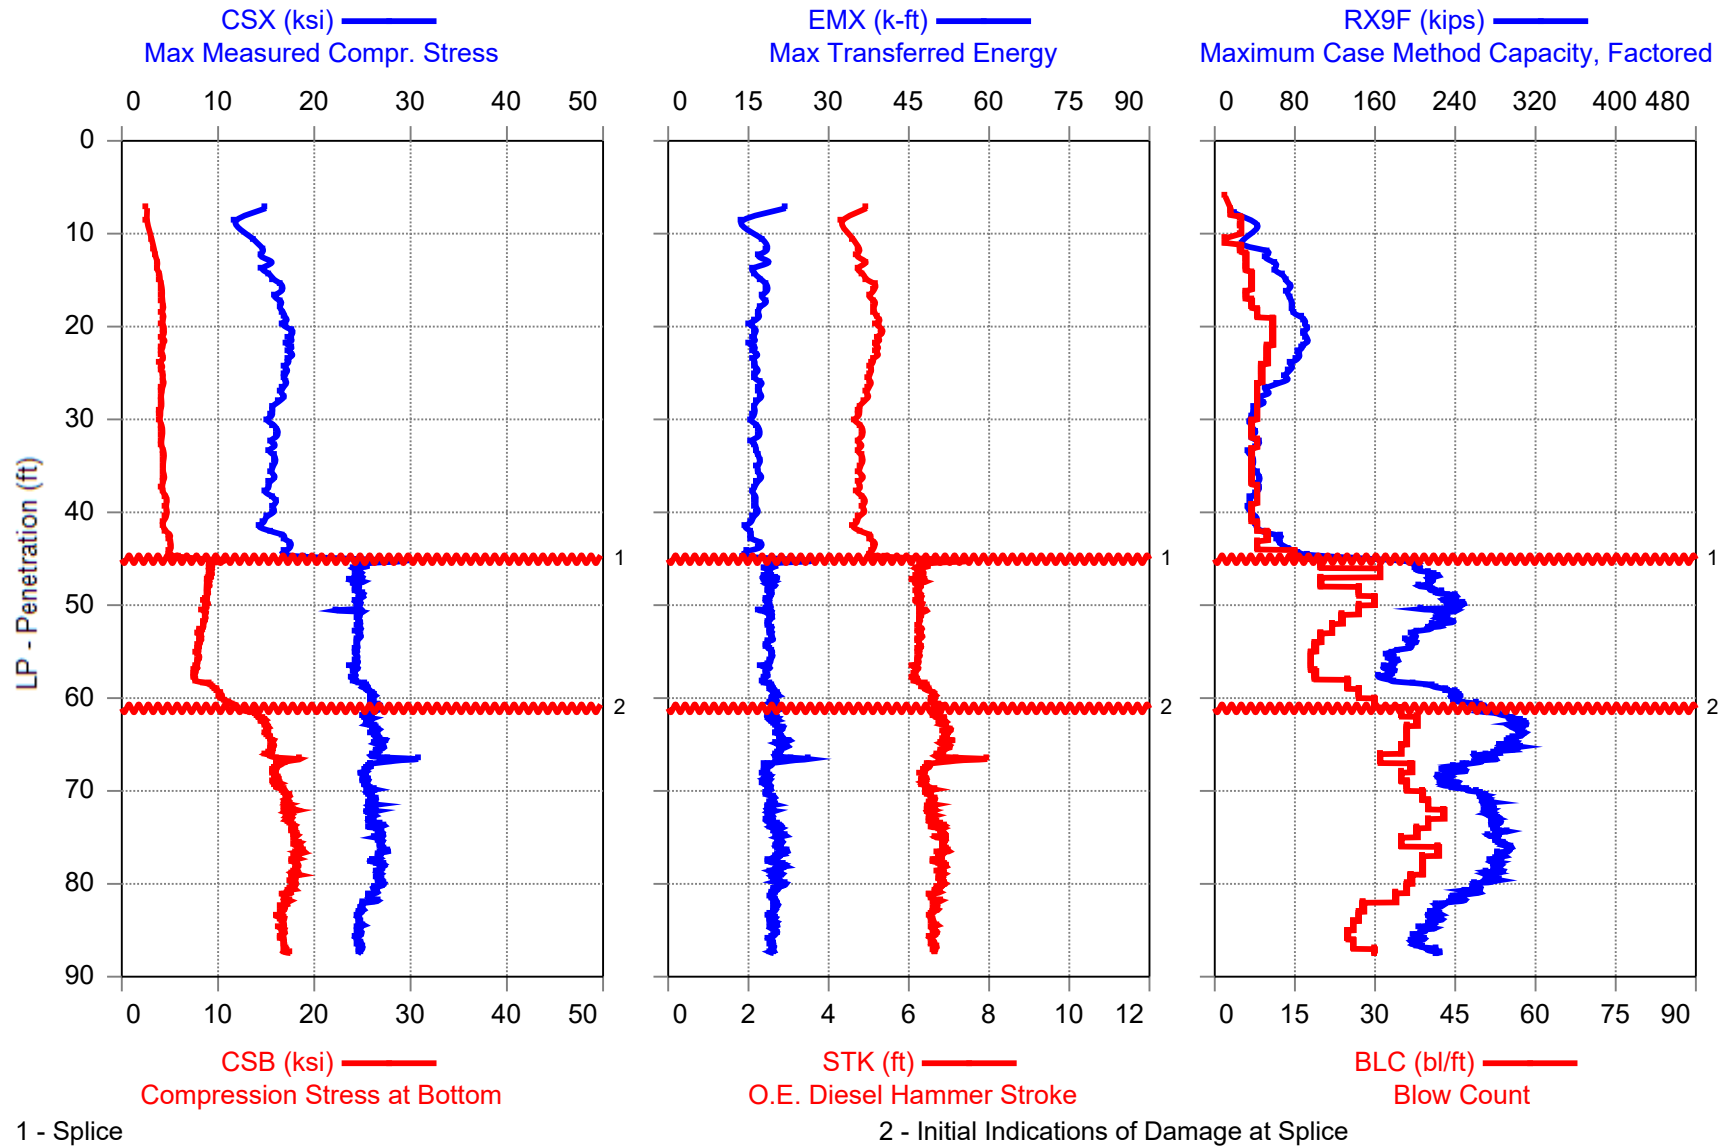 CSX (ksi) EMX (k-ft) RX9F (kips)
Max Measured Compr. Stress Max Transferred Energy Maximum Case Method Capacity, Factored
0 10 20 30 40 50 0 15 30 45 60 75 90 0 80 160 240 320 400 480
0
10
20
30
40
1 1 1
50
60
2 2 2
70
80
90
LP - Penetration (ft)
0 10 20 30 40 50 0 2 4 6 8 10 12 0 15 30 45 60 75 90
CSB (ksi) STK (ft) BLC (bl/ft)
Compression Stress at Bottom O.E. Diesel Hammer Stroke Blow Count
1 - Splice 2 - Initial Indications of Damage at Splice